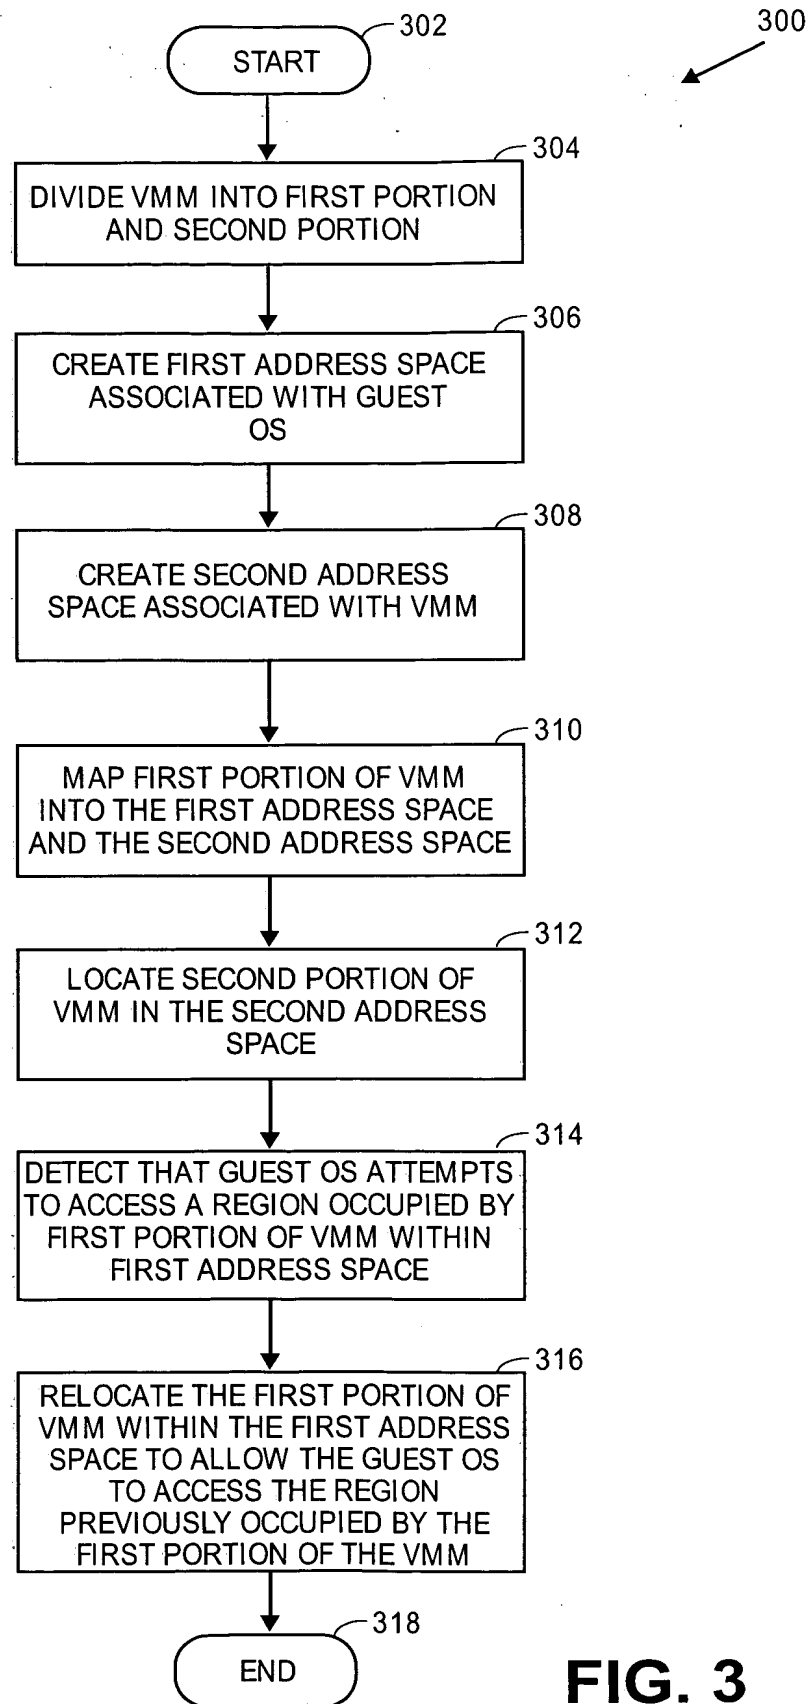 300
302
START
304
DIVIDE VMM INTO FIRST PORTION
AND SECOND PORTION
306
CREATE FIRST ADDRESS SPACE
ASSOCIATED WITH GUEST
OS
308
CREATE SECOND ADDRESS
SPACE ASSOCIATED WITH VMM
310
MAP FIRST PORTION OF VMM
INTO THE FIRST ADDRESS SPACE
AND THE SECOND ADDRESS SPACE
312
LOCATE SECOND PORTION OF
VMM IN THE SECOND ADDRESS
SPACE
314
DETECT THAT GUEST OS ATTEMPTS
TO ACCESS A REGION OCCUPIED BY
FIRST PORTION OF VMM WITHIN
FIRST ADDRESS SPACE
316
RELOCATE THE FIRST PORTION OF
VMM WITHIN THE FIRST ADDRESS
SPACE TO ALLOW THE GUEST OS
TO ACCESS THE REGION
PREVIOUSLY OCCUPIED BY THE
FIRST PORTION OF THE VMM
318
END
FIG. 3